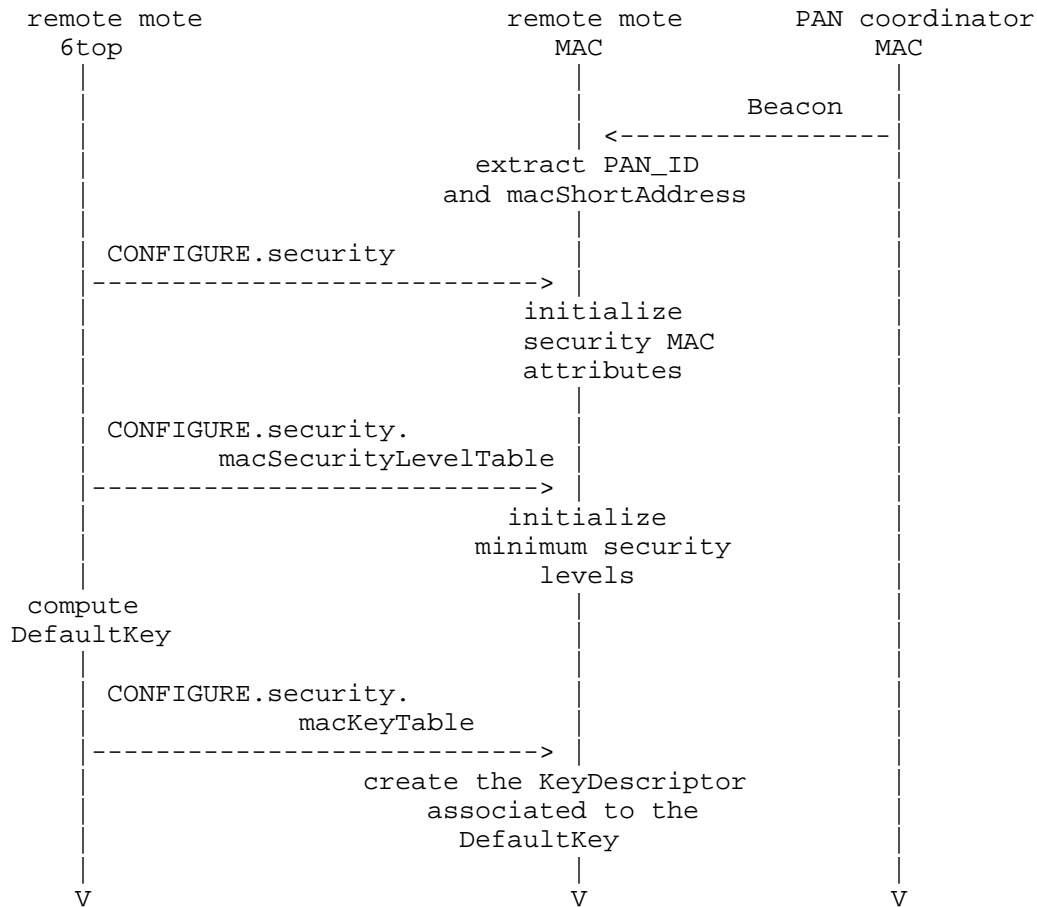 remote mote remote mote PAN coordinator
6top MAC MAC
Beacon
<-----------------
extract PAN_ID
and macShortAddress
CONFIGURE.security
---------------------------->
initialize
security MAC
attributes
CONFIGURE.security.
macSecurityLevelTable
---------------------------->
initialize
minimum security
levels
compute
DefaultKey
CONFIGURE.security.
macKeyTable
---------------------------->
create the KeyDescriptor
associated to the
DefaultKey
V V V